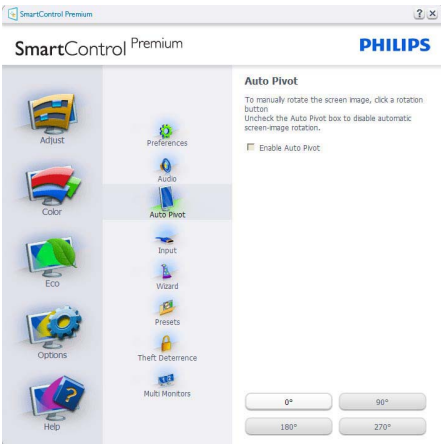 SmartControl Premium
SmartControl Premium
PHILIPS
Adjust
Color
Eco
Options
Help
Preferences
Audio
Auto Pivot
Input
Wizard
Presets
Theft Deterrence
Multi Monitors
Auto Pivot
To manually rotate the screen image, click a rotation
button
Uncheck the Auto Pivot box to disable automatic
screen-image rotation.
Enable Auto Pivot
0°
90°
180°
270°